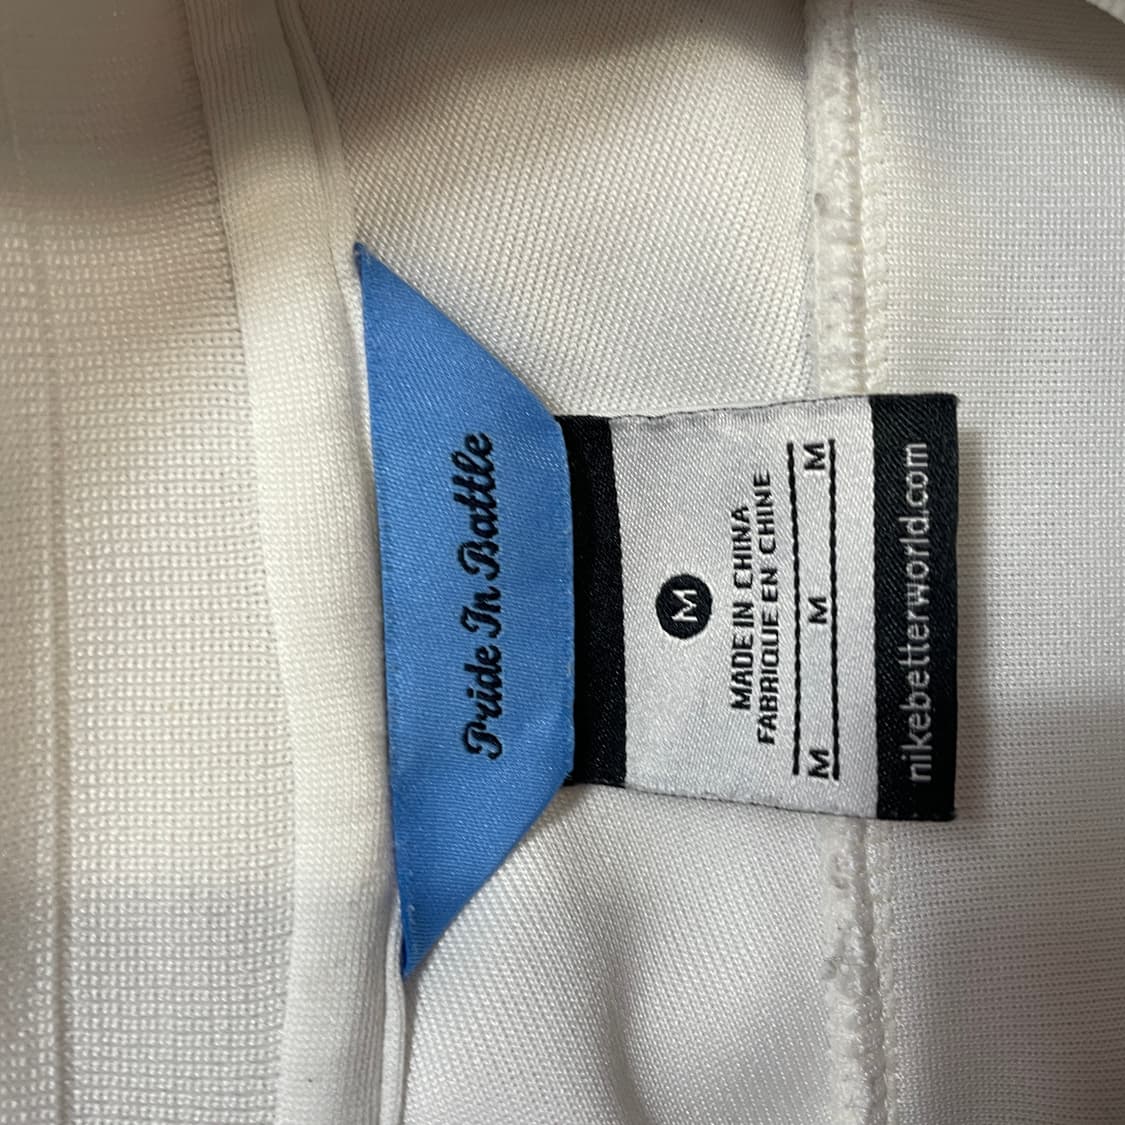 Pride In Battle
M
MADE IN CHINA
FABRIQUE EN CHINE
M M M
nikebetterworld.com